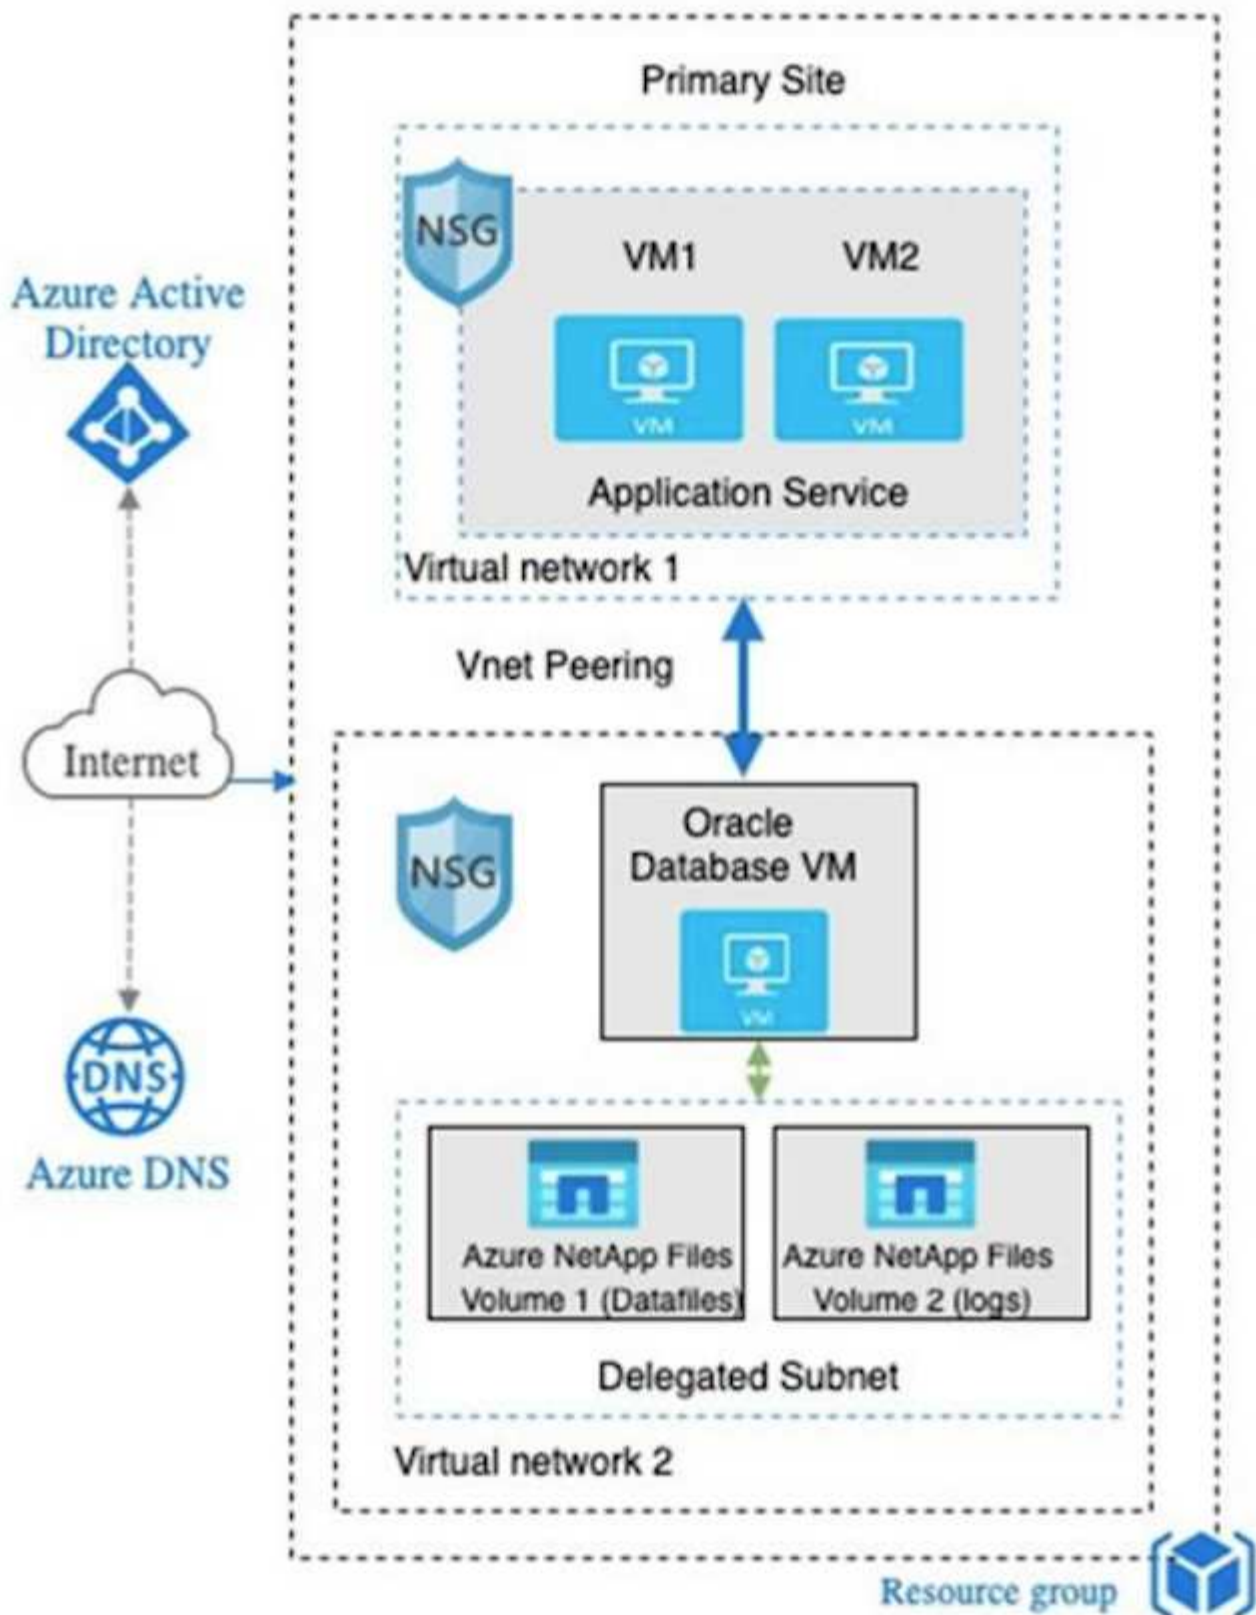 Primary Site
NSG
VM1
VM2
VM
VM
Application Service
Virtual network 1
Azure Active
Directory
Vnet Peering
Internet
NSG
Oracle
Database VM
VM
DNS
Azure DNS
Azure NetApp Files
Volume 1 (Datafiles)
Azure NetApp Files
Volume 2 (logs)
Delegated Subnet
Virtual network 2
Resource group